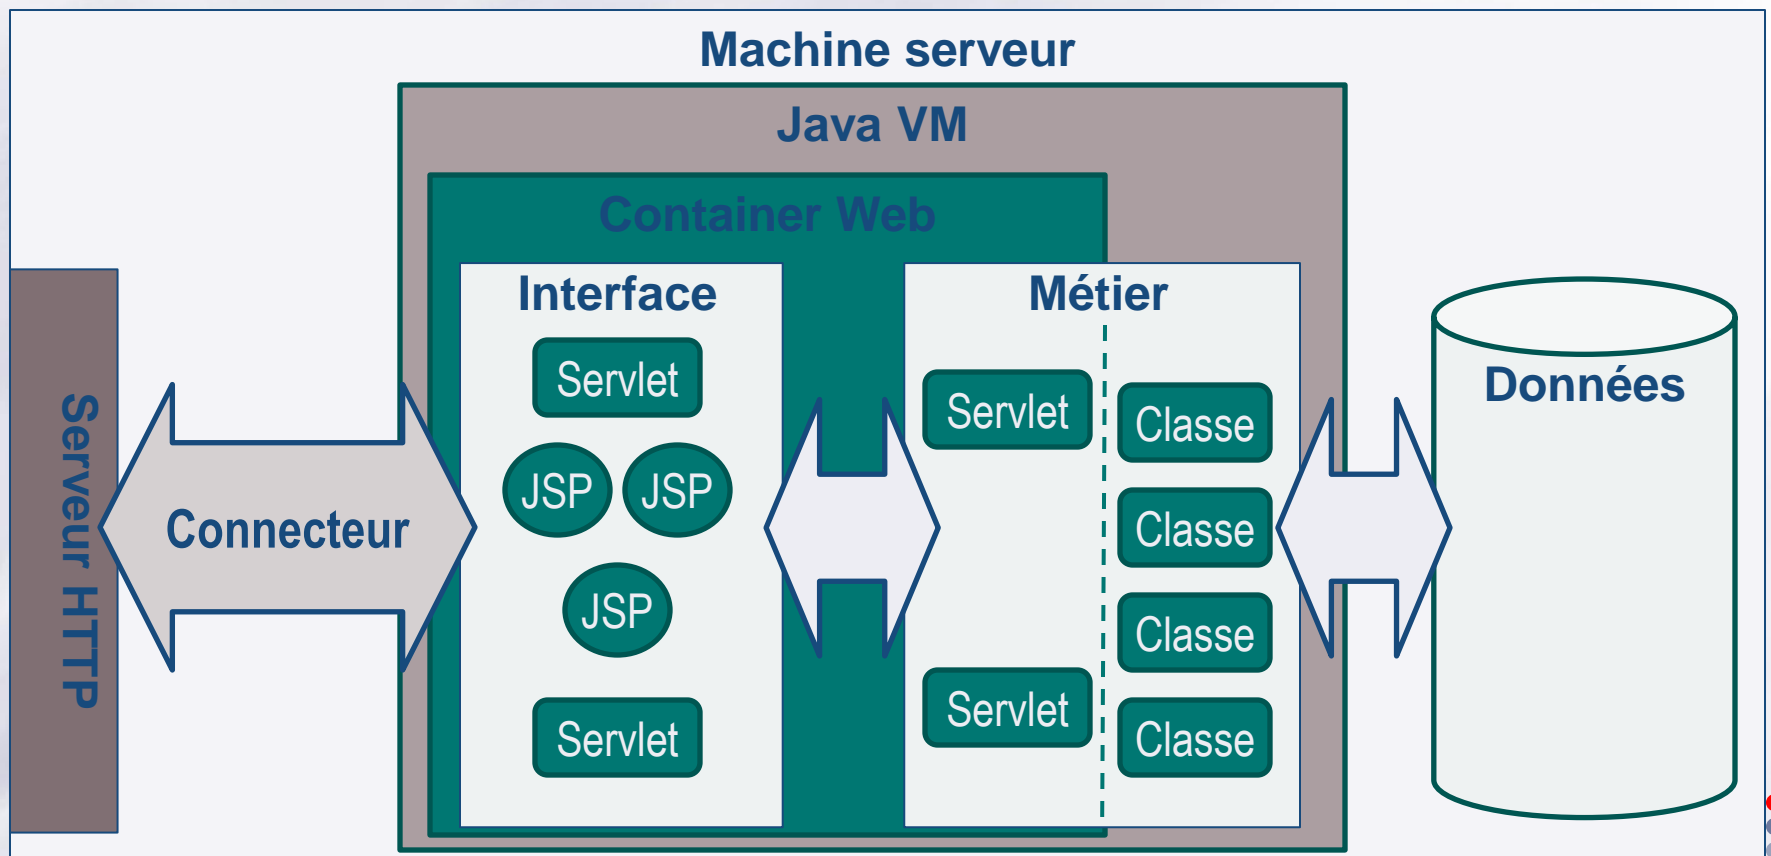 Machine serveur
Java VM
Container Web
Serveur HTTP
Connecteur
Interface
Servlet
JSP
JSP
JSP
Servlet
Métier
Servlet
Servlet
Classe
Classe
Classe
Classe
Données